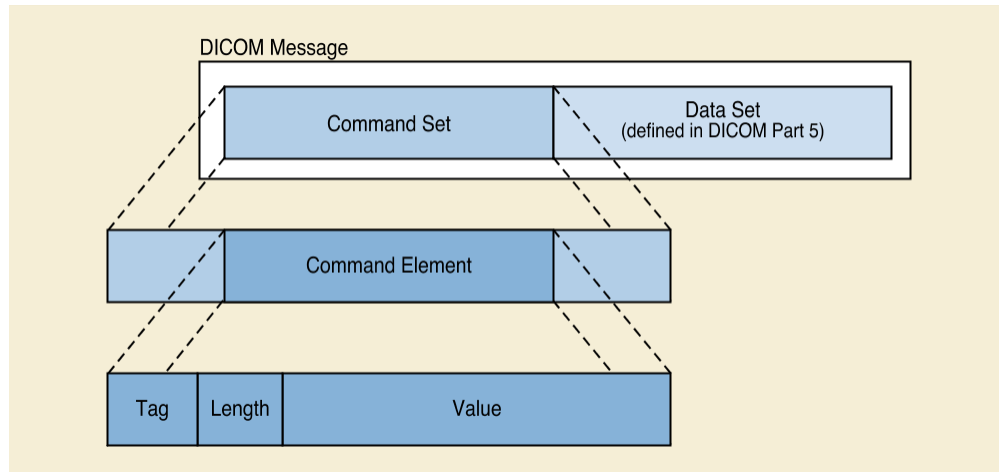 DICOM Message
Command Set
Data Set
(defined in DICOM Part 5)
Command Element
Tag
Length
Value